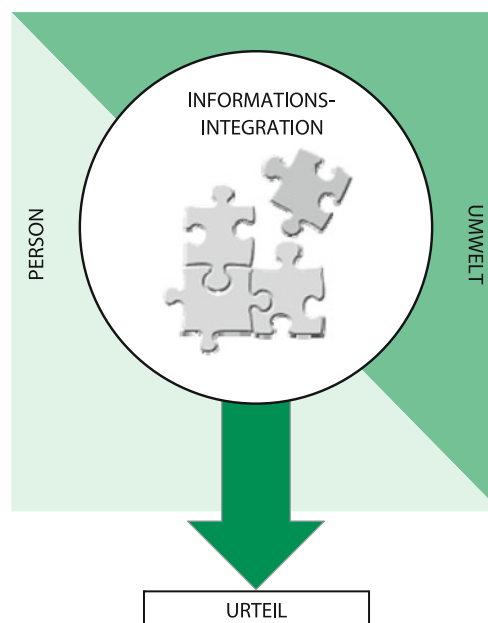 INFORMATIONS-
INTEGRATION
PERSON
UMWELT
URTEIL